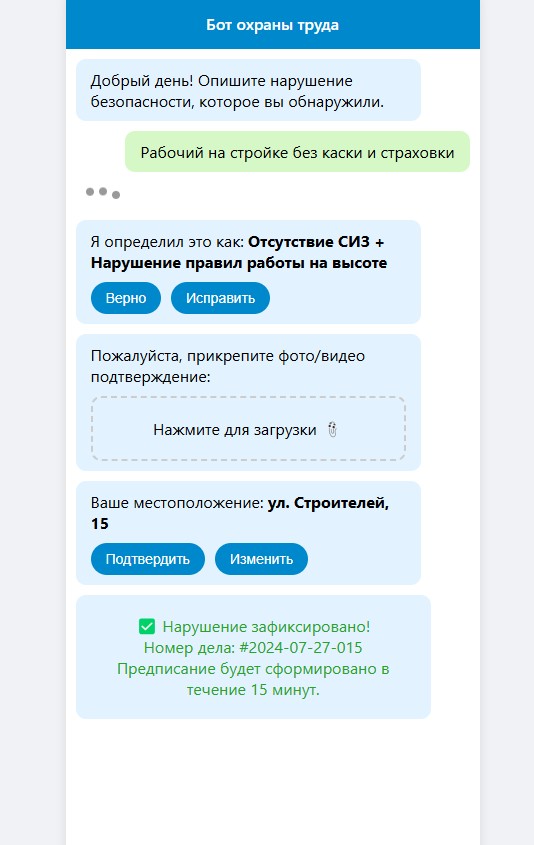 Бот охраны труда
Добрый день! Опишите нарушение
безопасности, которое вы обнаружили.
Рабочий на стройке без каски и страховки
Я определил это как: Отсутствие СИЗ +
Нарушение правил работы на высоте
Верно
Исправить
Пожалуйста, прикрепите фото/видео
подтверждение:
Нажмите для загрузки
Ваше местоположение: ул. Строителей,
15
Подтвердить
Изменить
✅ Нарушение зафиксировано!
Номер дела: #2024-07-27-015
Предписание будет сформировано в
течение 15 минут.